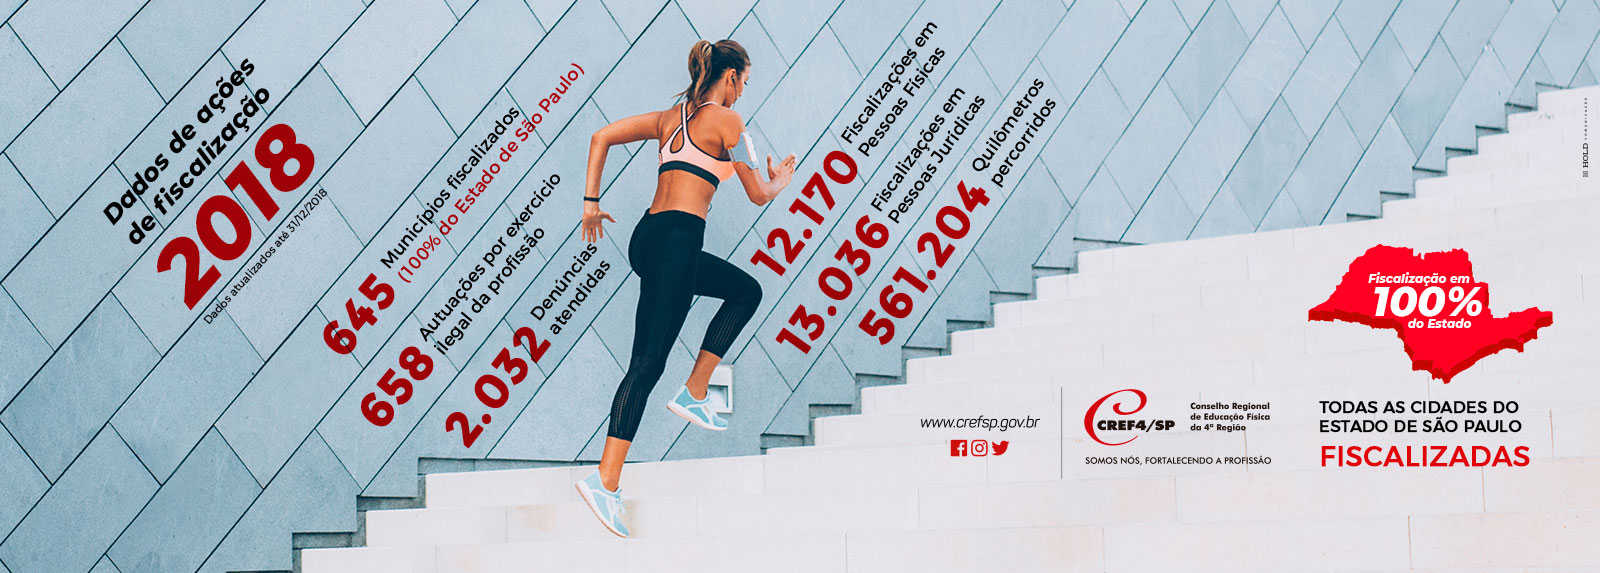 Dados de ações
de fiscalização
2018
Dados atualizados até 31/12/2018
645 Municípios fiscalizados
(100% do Estado de São Paulo)
658 Autuações por exercício
ilegal da profissão
2.032 Denúncias
atendidas
12.170 Fiscalizações em
Pessoas Físicas
13.036 Fiscalizações em
Pessoas Jurídicas
561.204 Quilômetros
percorridos
HOLD COMUNICAÇÃO
Fiscalização em
100%
do Estado
TODAS AS CIDADES DO
ESTADO DE SÃO PAULO
FISCALIZADAS
www.crefsp.gov.br
CREF4/SP
Conselho Regional
de Educação Física
da 4ª Região
SOMOS NÓS, FORTALECENDO A PROFISSÃO